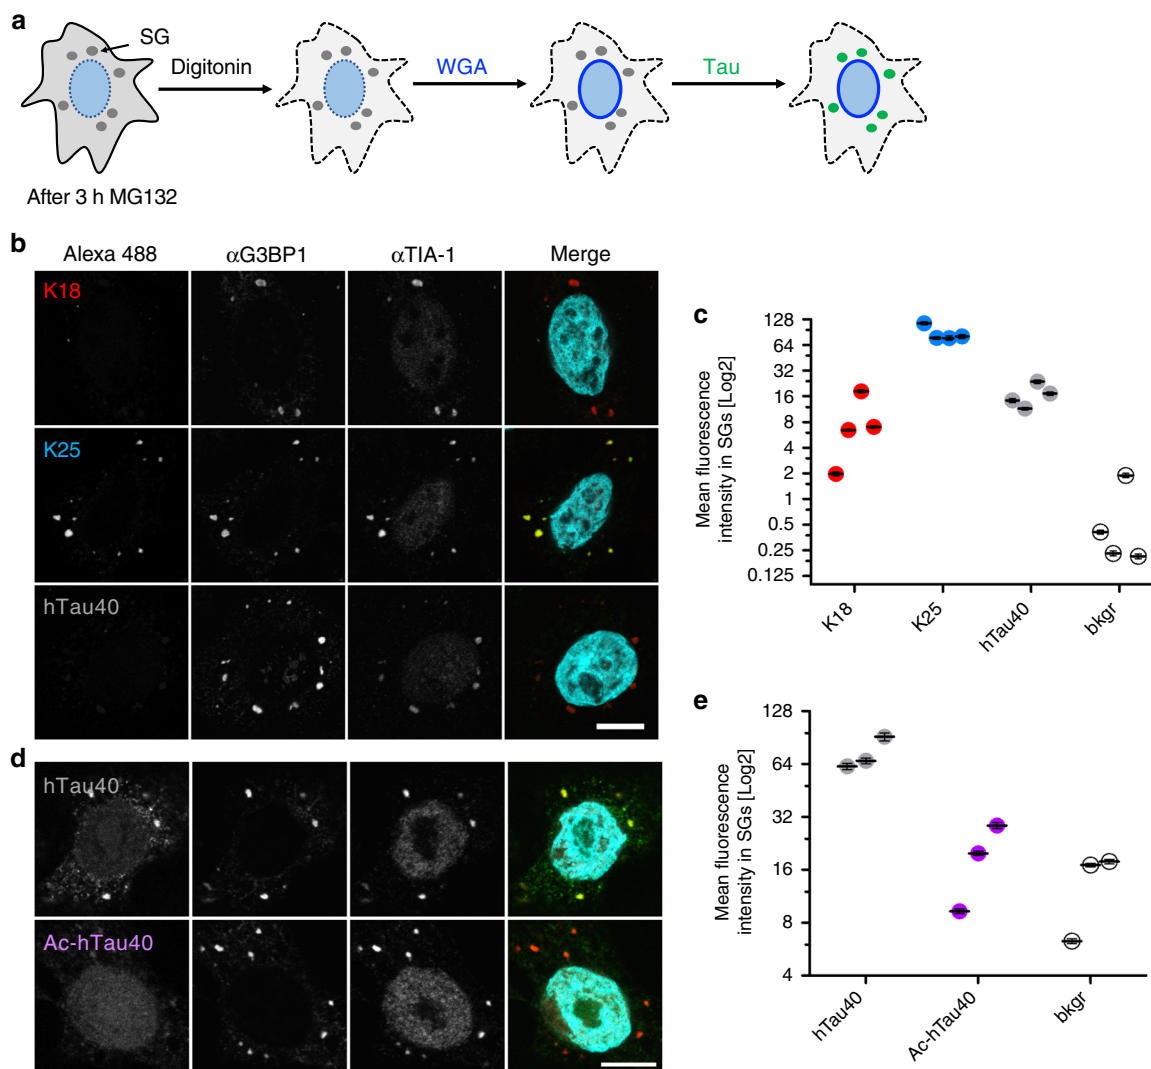 a
SG
Digitonin
WGA
Tau
After 3 h MG132
b
Alexa 488
αG3BP1
αTIA-1
Merge
K18
K25
hTau40
c
Mean fluorescence
intensity in SGs [Log2]
128
64
32
16
8
4
2
1
0.5
0.25
0.125
K18
K25
hTau40
bkgr
d
hTau40
Ac-hTau40
e
Mean fluorescence
intensity in SGs [Log2]
128
64
32
16
8
4
hTau40
Ac-hTau40
bkgr